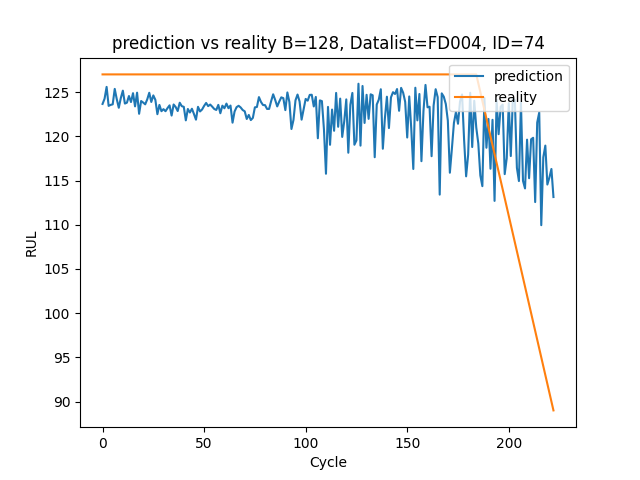 prediction vs reality B=128, Datalist=FD004, ID=74
prediction
reality
RUL
125
120
115
110
105
100
95
90
0
50
100
150
200
Cycle